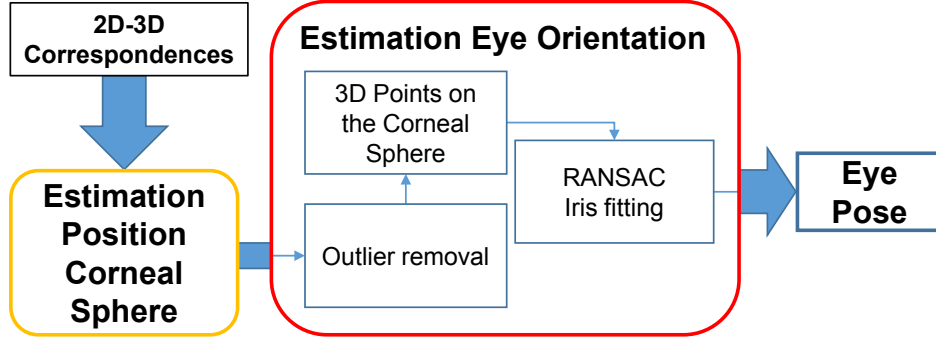 2D-3D
Correspondences
Estimation
Position
Corneal
Sphere
Estimation Eye Orientation
3D Points on
the Corneal
Sphere
Outlier removal
RANSAC
Iris fitting
Eye
Pose